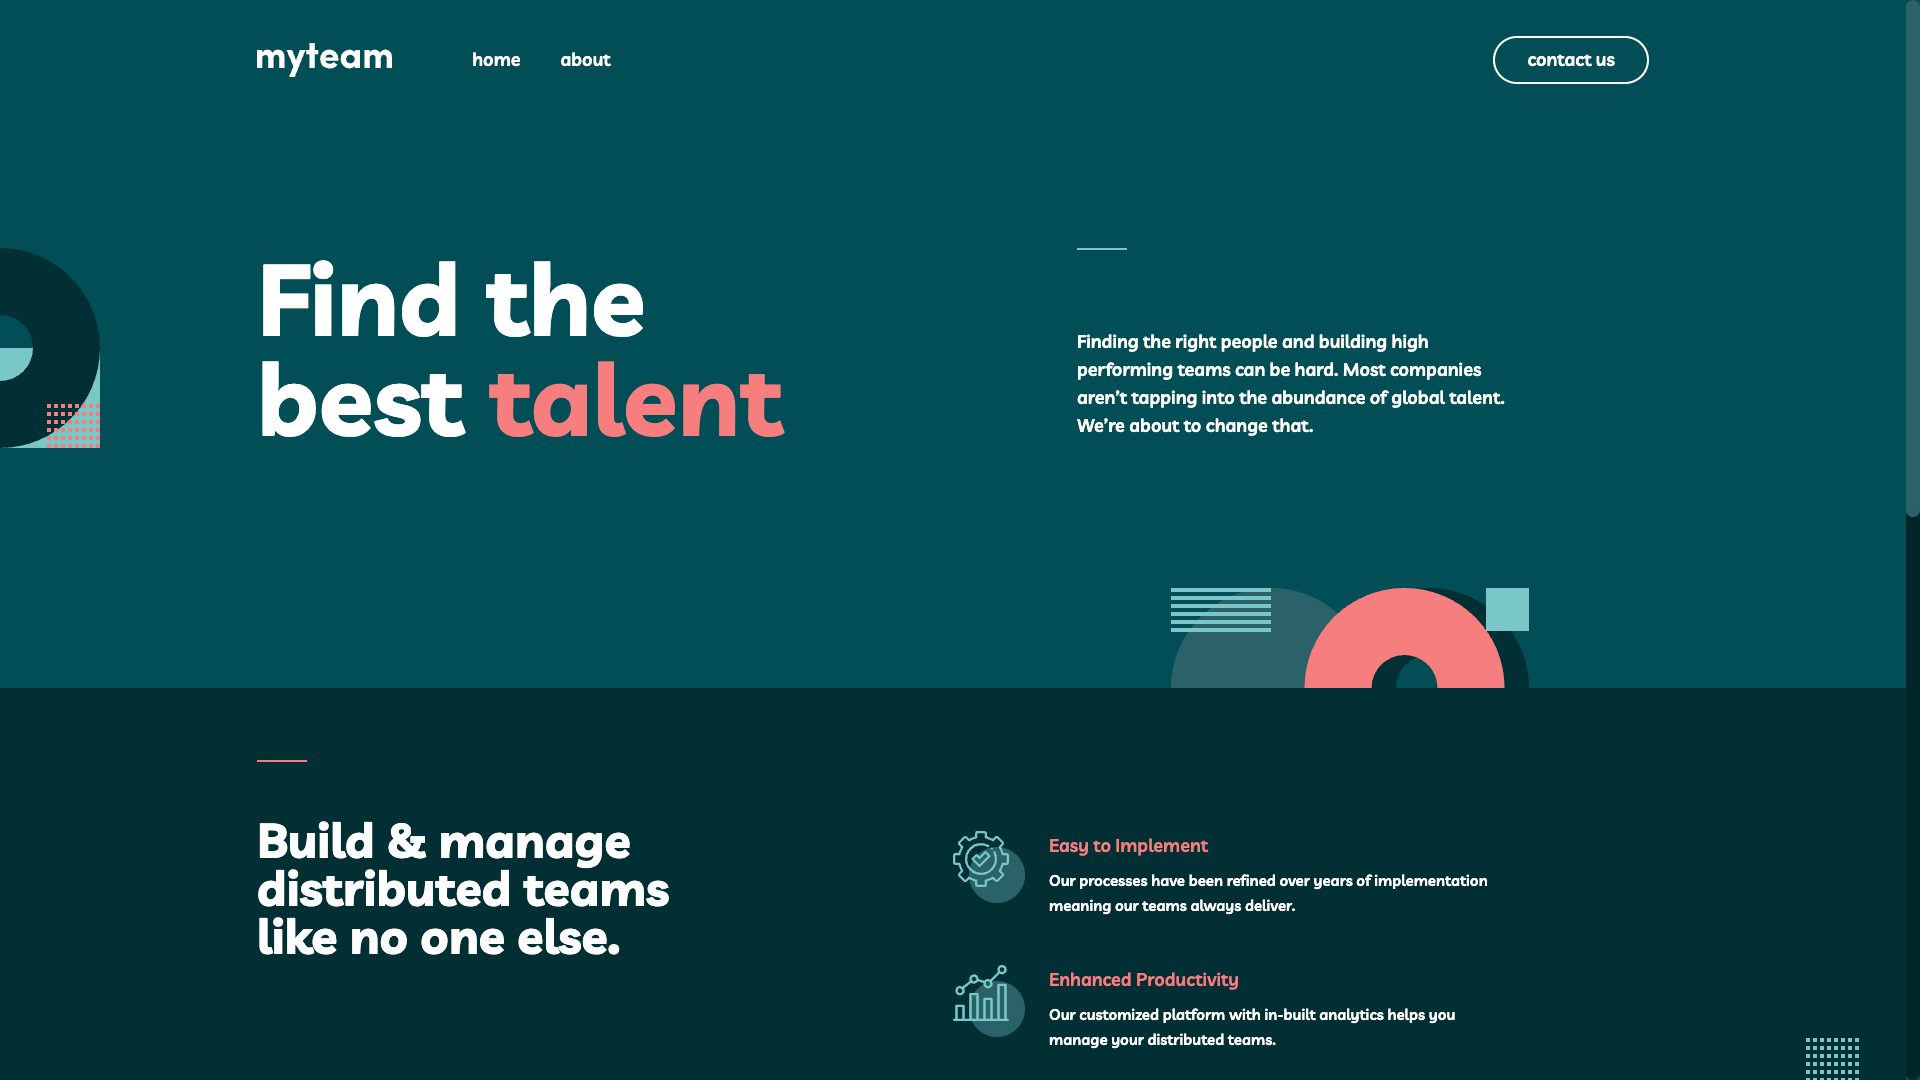 myteam
home
about
contact us
Find the
best talent
Finding the right people and building high
performing teams can be hard. Most companies
aren’t tapping into the abundance of global talent.
We’re about to change that.
Build & manage
distributed teams
like no one else.
Easy to Implement
Our processes have been refined over years of implementation
meaning our teams always deliver.
Enhanced Productivity
Our customized platform with in-built analytics helps you
manage your distributed teams.